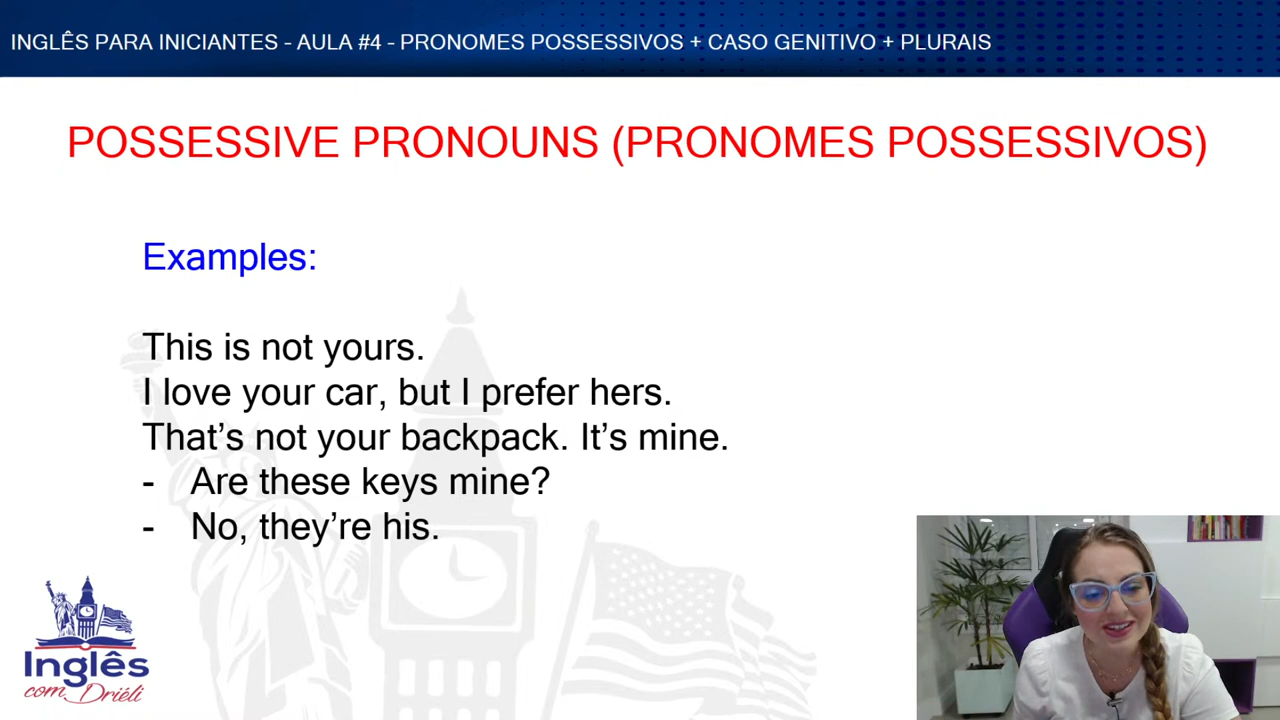 INGLÊS PARA INICIANTES - AULA #4 - PRONOMES POSSESSIVOS + CASO GENITIVO + PLURAIS
POSSESSIVE PRONOUNS (PRONOMES POSSESSIVOS)
Examples:
This is not yours.
I love your car, but I prefer hers.
That’s not your backpack. It’s mine.
- Are these keys mine?
- No, they’re his.
Inglês
com Driéli